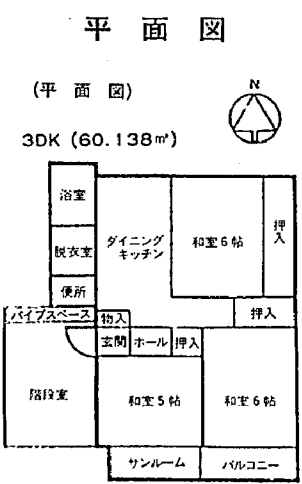 平面図
(平面図)
N
3DK (60.138㎡)
浴室
脱衣室
便所
パイプスペース
ダイニング
キッチン
和室6帖
押入
押入
物入
玄関
ホール
押入
階段室
和室5帖
和室6帖
サンルーム
バルコニー